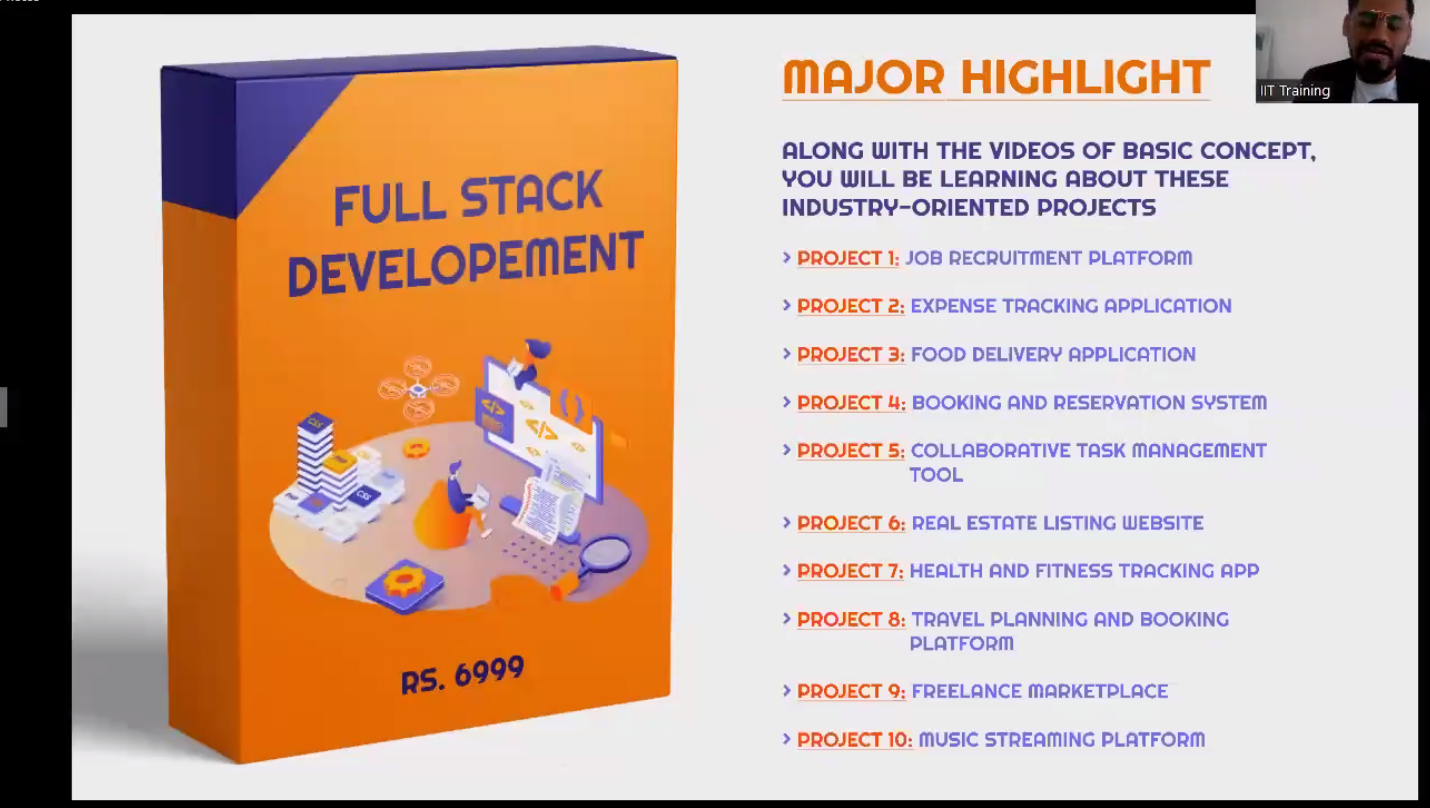 FULL STACK
DEVELOPEMENT
CSS
CSS
RS. 6999
MAJOR HIGHLIGHT
IIT Training
ALONG WITH THE VIDEOS OF BASIC CONCEPT,
YOU WILL BE LEARNING ABOUT THESE
INDUSTRY-ORIENTED PROJECTS
> PROJECT 1: JOB RECRUITMENT PLATFORM
> PROJECT 2: EXPENSE TRACKING APPLICATION
> PROJECT 3: FOOD DELIVERY APPLICATION
> PROJECT 4: BOOKING AND RESERVATION SYSTEM
> PROJECT 5: COLLABORATIVE TASK MANAGEMENT
TOOL
> PROJECT 6: REAL ESTATE LISTING WEBSITE
> PROJECT 7: HEALTH AND FITNESS TRACKING APP
> PROJECT 8: TRAVEL PLANNING AND BOOKING
PLATFORM
> PROJECT 9: FREELANCE MARKETPLACE
> PROJECT 10: MUSIC STREAMING PLATFORM